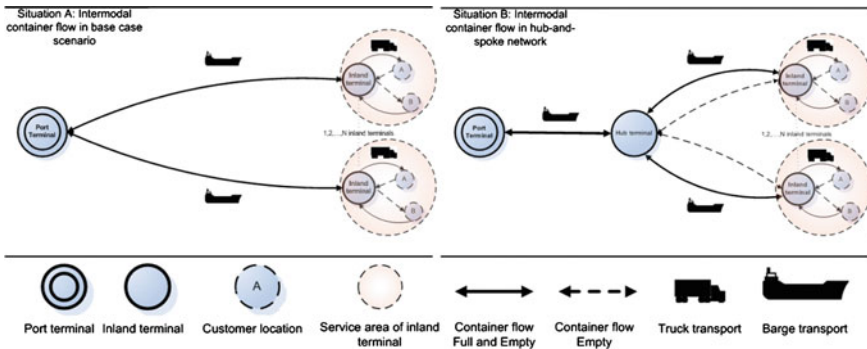 Situation A: Intermodal
container flow in base case
scenario
Port
Terminal
Inland
terminal
A
B
1,2,...,N inland terminals
Inland
terminal
A
B
Situation B: Intermodal
container flow in
hub-and-
spoke network
Port
Terminal
Hub terminal
Inland
terminal
A
B
1,2,...,N inland terminals
Inland
terminal
A
B
Port terminal
Inland terminal
A
Customer location
Service area of inland
terminal
Container flow
Full and Empty
Container flow
Empty
Truck transport
Barge transport